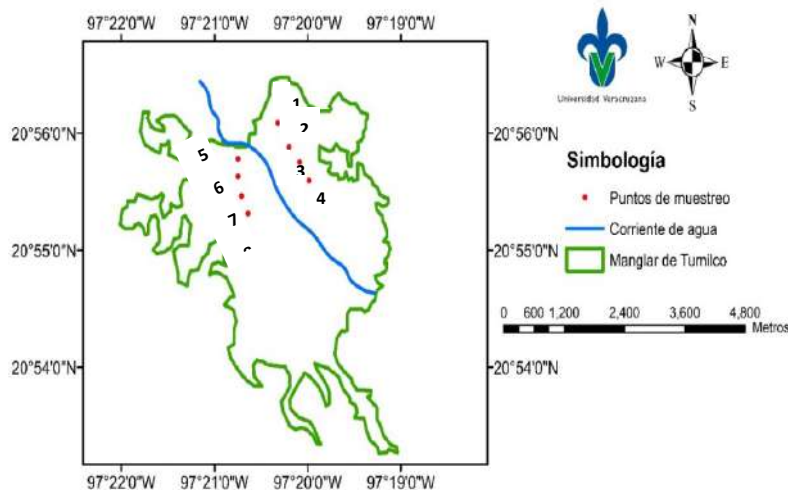 97°22'0"W 97°21'0"W 97°20'0"W 97°19'0"W
20°56'0"N
20°55'0"N
20°54'0"N
1
2
3
4
5
6
7
20°56'0"N
20°55'0"N
20°54'0"N
97°22'0"W 97°21'0"W 97°20'0"W 97°19'0"W
Universidad Veracruzana
N
W E
S
Simbología
Puntos de muestreo
Corriente de agua
Manglar de Tumilco
0 600 1,200 2,400 3,600 4,800
Metros